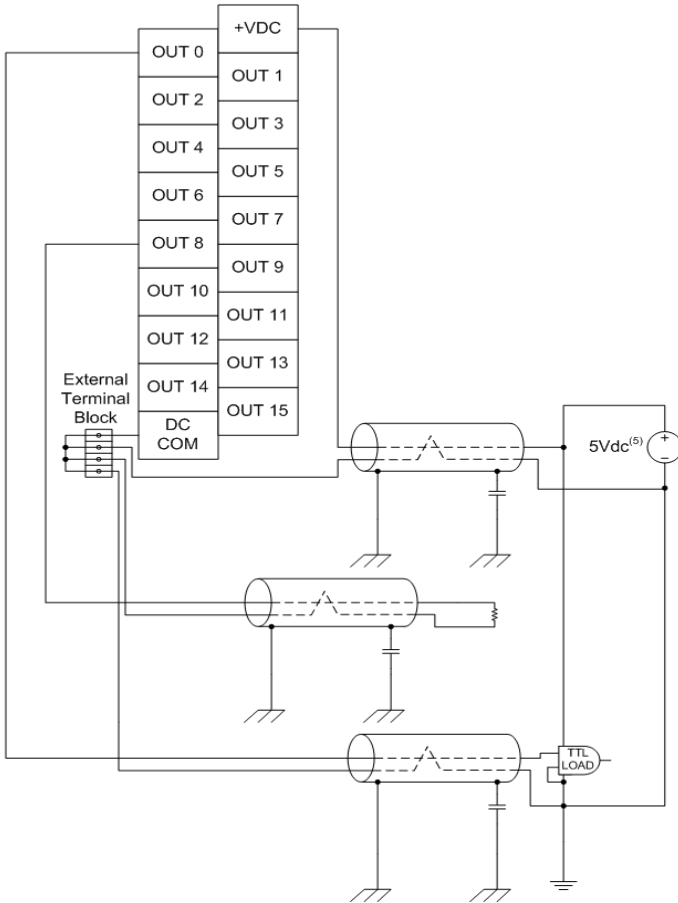 +VDC
OUT 0
OUT 1
OUT 2
OUT 3
OUT 4
OUT 5
OUT 6
OUT 7
OUT 8
OUT 9
OUT 10
OUT 11
OUT 12
OUT 13
OUT 14
OUT 15
DC
COM
External
Terminal
Block
5Vdc(5)
+
−
TTL
LOAD